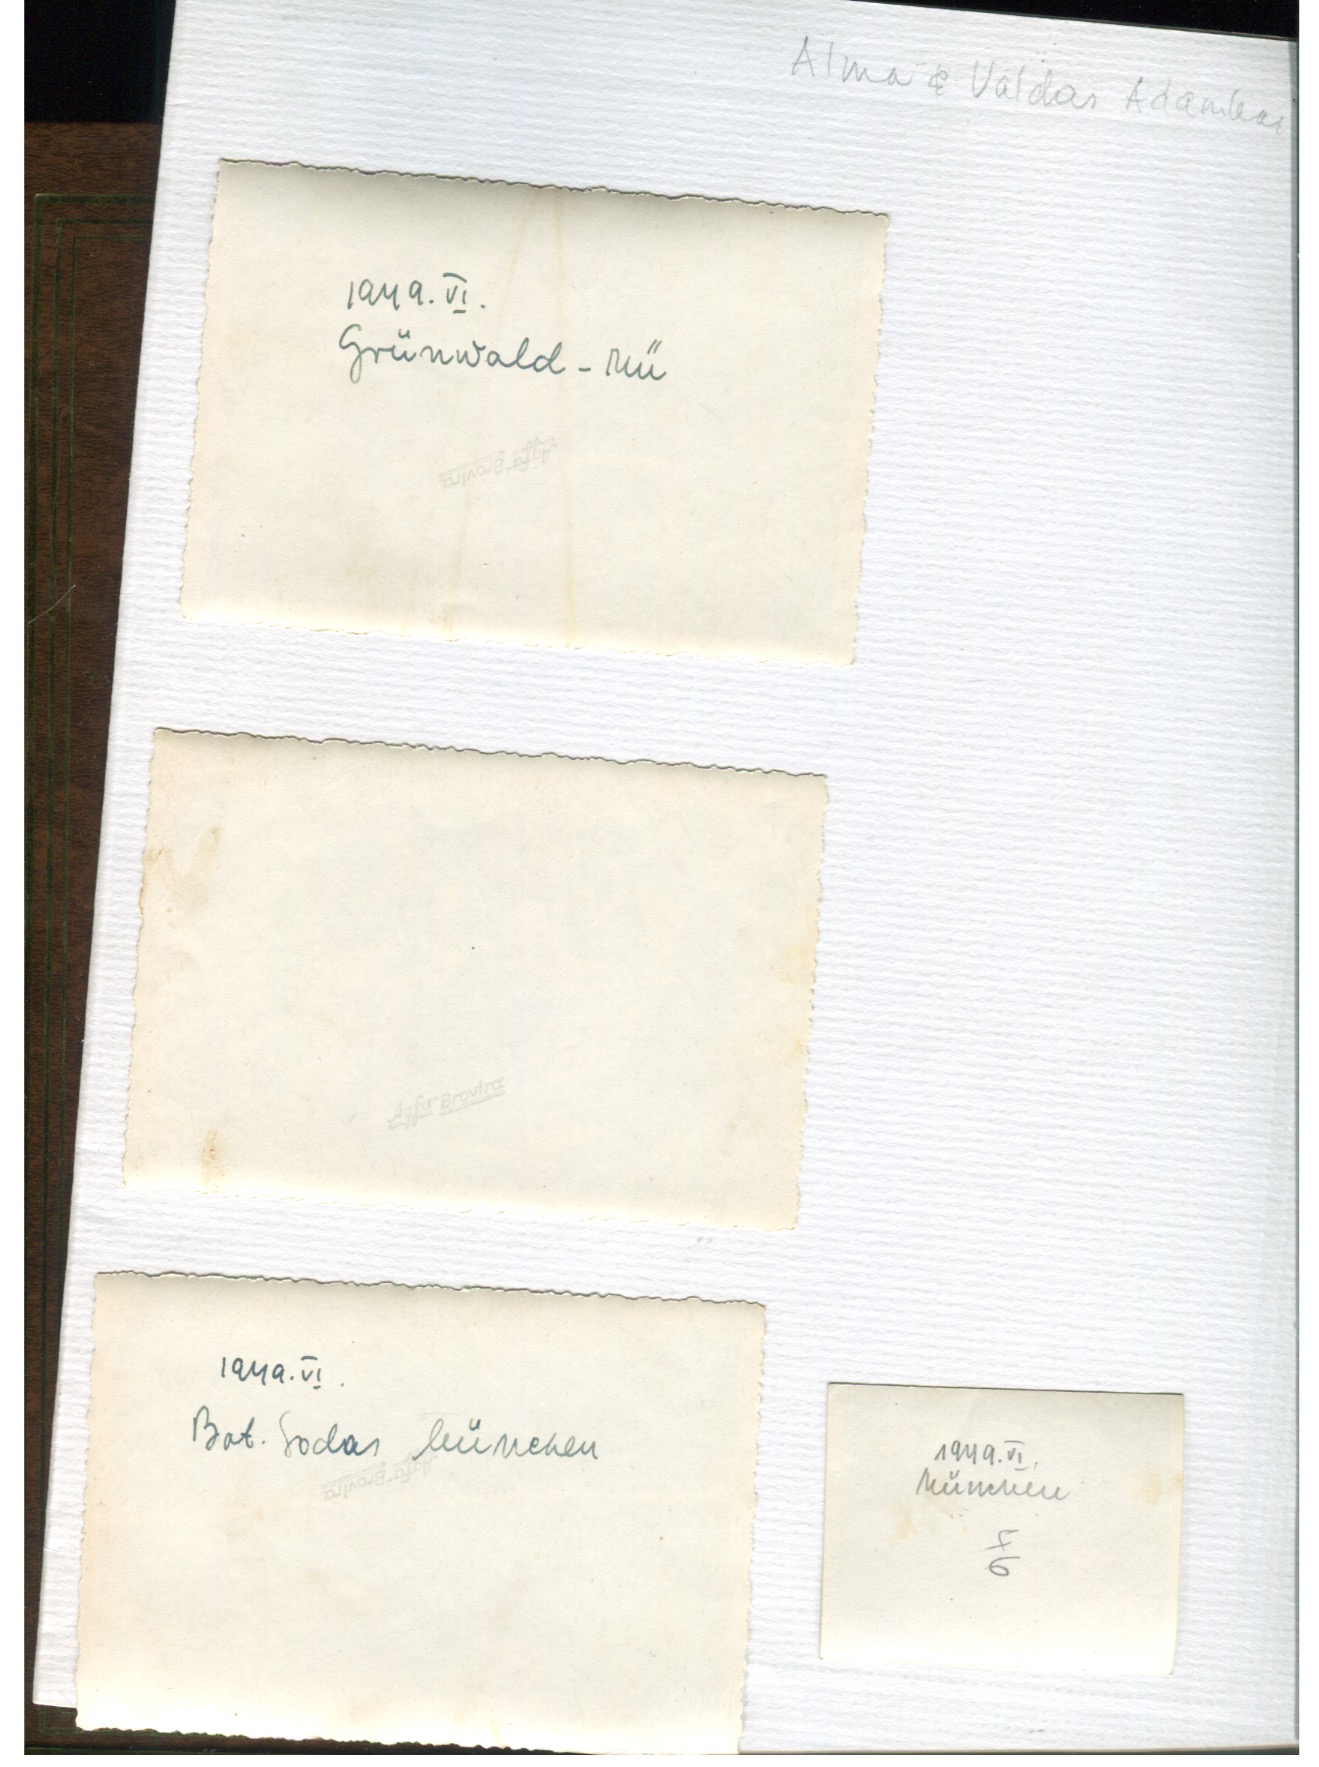 Alma & Valdas Adamkai
1949.VI.
Grünwald - Mü
Agfa Brovira
Agfa Brovira
1949.VI.
Bot. Sodas München
Agfa Brovira
1949.VI.
München